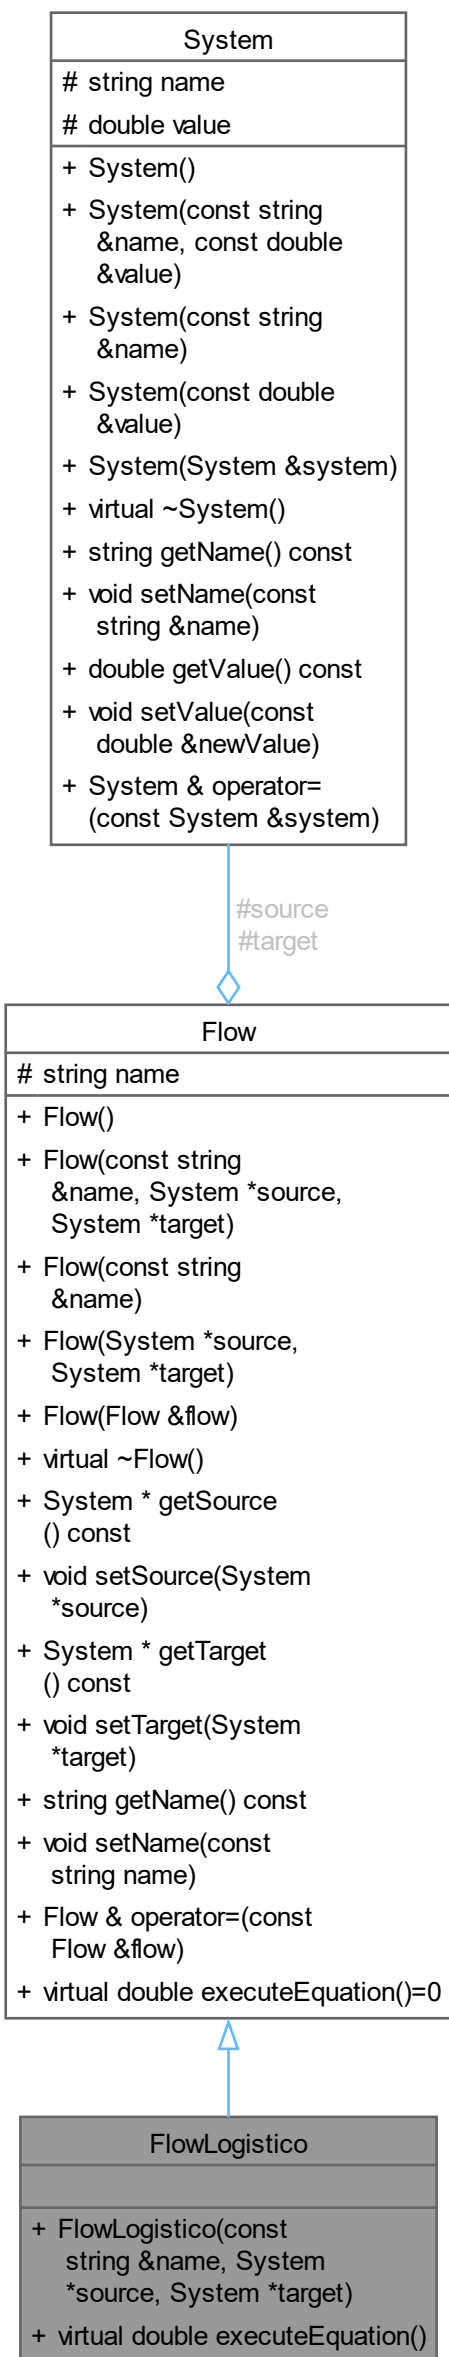 System
# string name
# double value
+ System()
+ System(const string
&name, const double
&value)
+ System(const string
&name)
+ System(const double
&value)
+ System(System &system)
+ virtual ~System()
+ string getName() const
+ void setName(const
string &name)
+ double getValue() const
+ void setValue(const
double &newValue)
+ System & operator=
(const System &system)
#source
#target
Flow
# string name
+ Flow()
+ Flow(const string
&name, System *source,
System *target)
+ Flow(const string
&name)
+ Flow(System *source,
System *target)
+ Flow(Flow &flow)
+ virtual ~Flow()
+ System * getSource
() const
+ void setSource(System
*source)
+ System * getTarget
() const
+ void setTarget(System
*target)
+ string getName() const
+ void setName(const
string name)
+ Flow & operator=(const
Flow &flow)
+ virtual double executeEquation()=0
FlowLogistico
+ FlowLogistico(const
string &name, System
*source, System *target)
+ virtual double executeEquation()